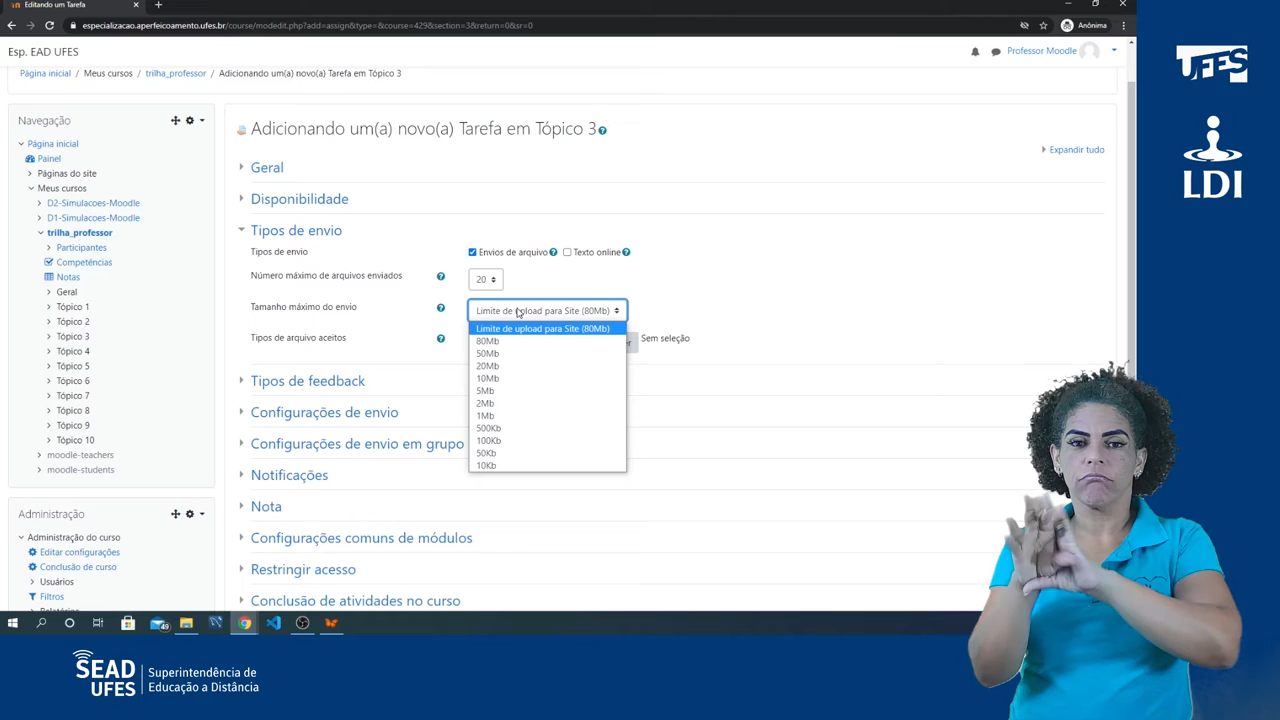 Editando um Tarefa
especializacao.aperfeicoamento.ufes.br/course/modedit.php?add=assign&type=&course=429&section=3&return=0&sr=0
Anônima
Esp. EAD UFES
Professor Moodle
Página inicial / Meus cursos / trilha_professor / Adicionando um(a) novo(a) Tarefa em Tópico 3
Navegação
Página inicial
Painel
Páginas do site
Meus cursos
D2-Simulacoes-Moodle
D1-Simulacoes-Moodle
trilha_professor
Participantes
Competências
Notas
Geral
Tópico 1
Tópico 2
Tópico 3
Tópico 4
Tópico 5
Tópico 6
Tópico 7
Tópico 8
Tópico 9
Tópico 10
moodle-teachers
moodle-students
Administração
Administração do curso
Editar configurações
Conclusão de curso
Usuários
Filtros
Relatórios
Adicionando um(a) novo(a) Tarefa em Tópico 3
Expandir tudo
Geral
Disponibilidade
Tipos de envio
Tipos de envio
Envios de arquivo
Texto online
Número máximo de arquivos enviados
20
Tamanho máximo do envio
Limite de upload para Site (80Mb)
Limite de upload para Site (80Mb)
80Mb
50Mb
20Mb
10Mb
5Mb
2Mb
1Mb
500Kb
100Kb
50Kb
10Kb
Tipos de arquivo aceitos
Sem seleção
Tipos de feedback
Configurações de envio
Configurações de envio em grupo
Notificações
Nota
Configurações comuns de módulos
Restringir acesso
Conclusão de atividades no curso
49
UFES
LDI
SEAD
UFES
Superintendência de
Educação a Distância